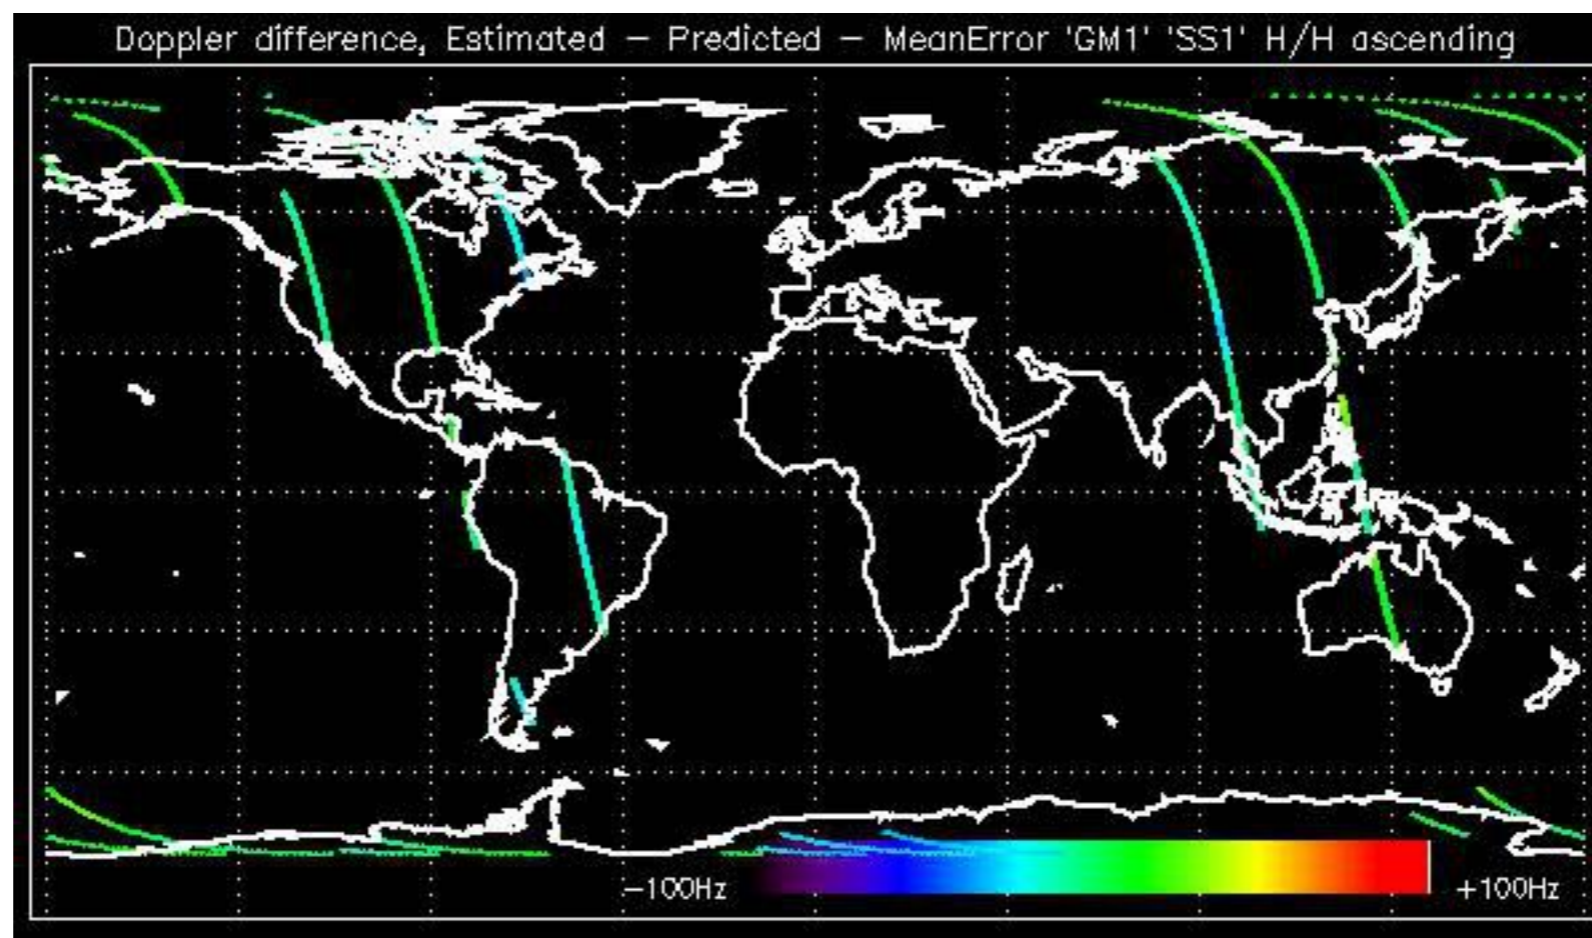 Doppler difference, Estimated – Predicted – MeanError 'GM1' 'SS1' H/H ascending
−100Hz
+100Hz